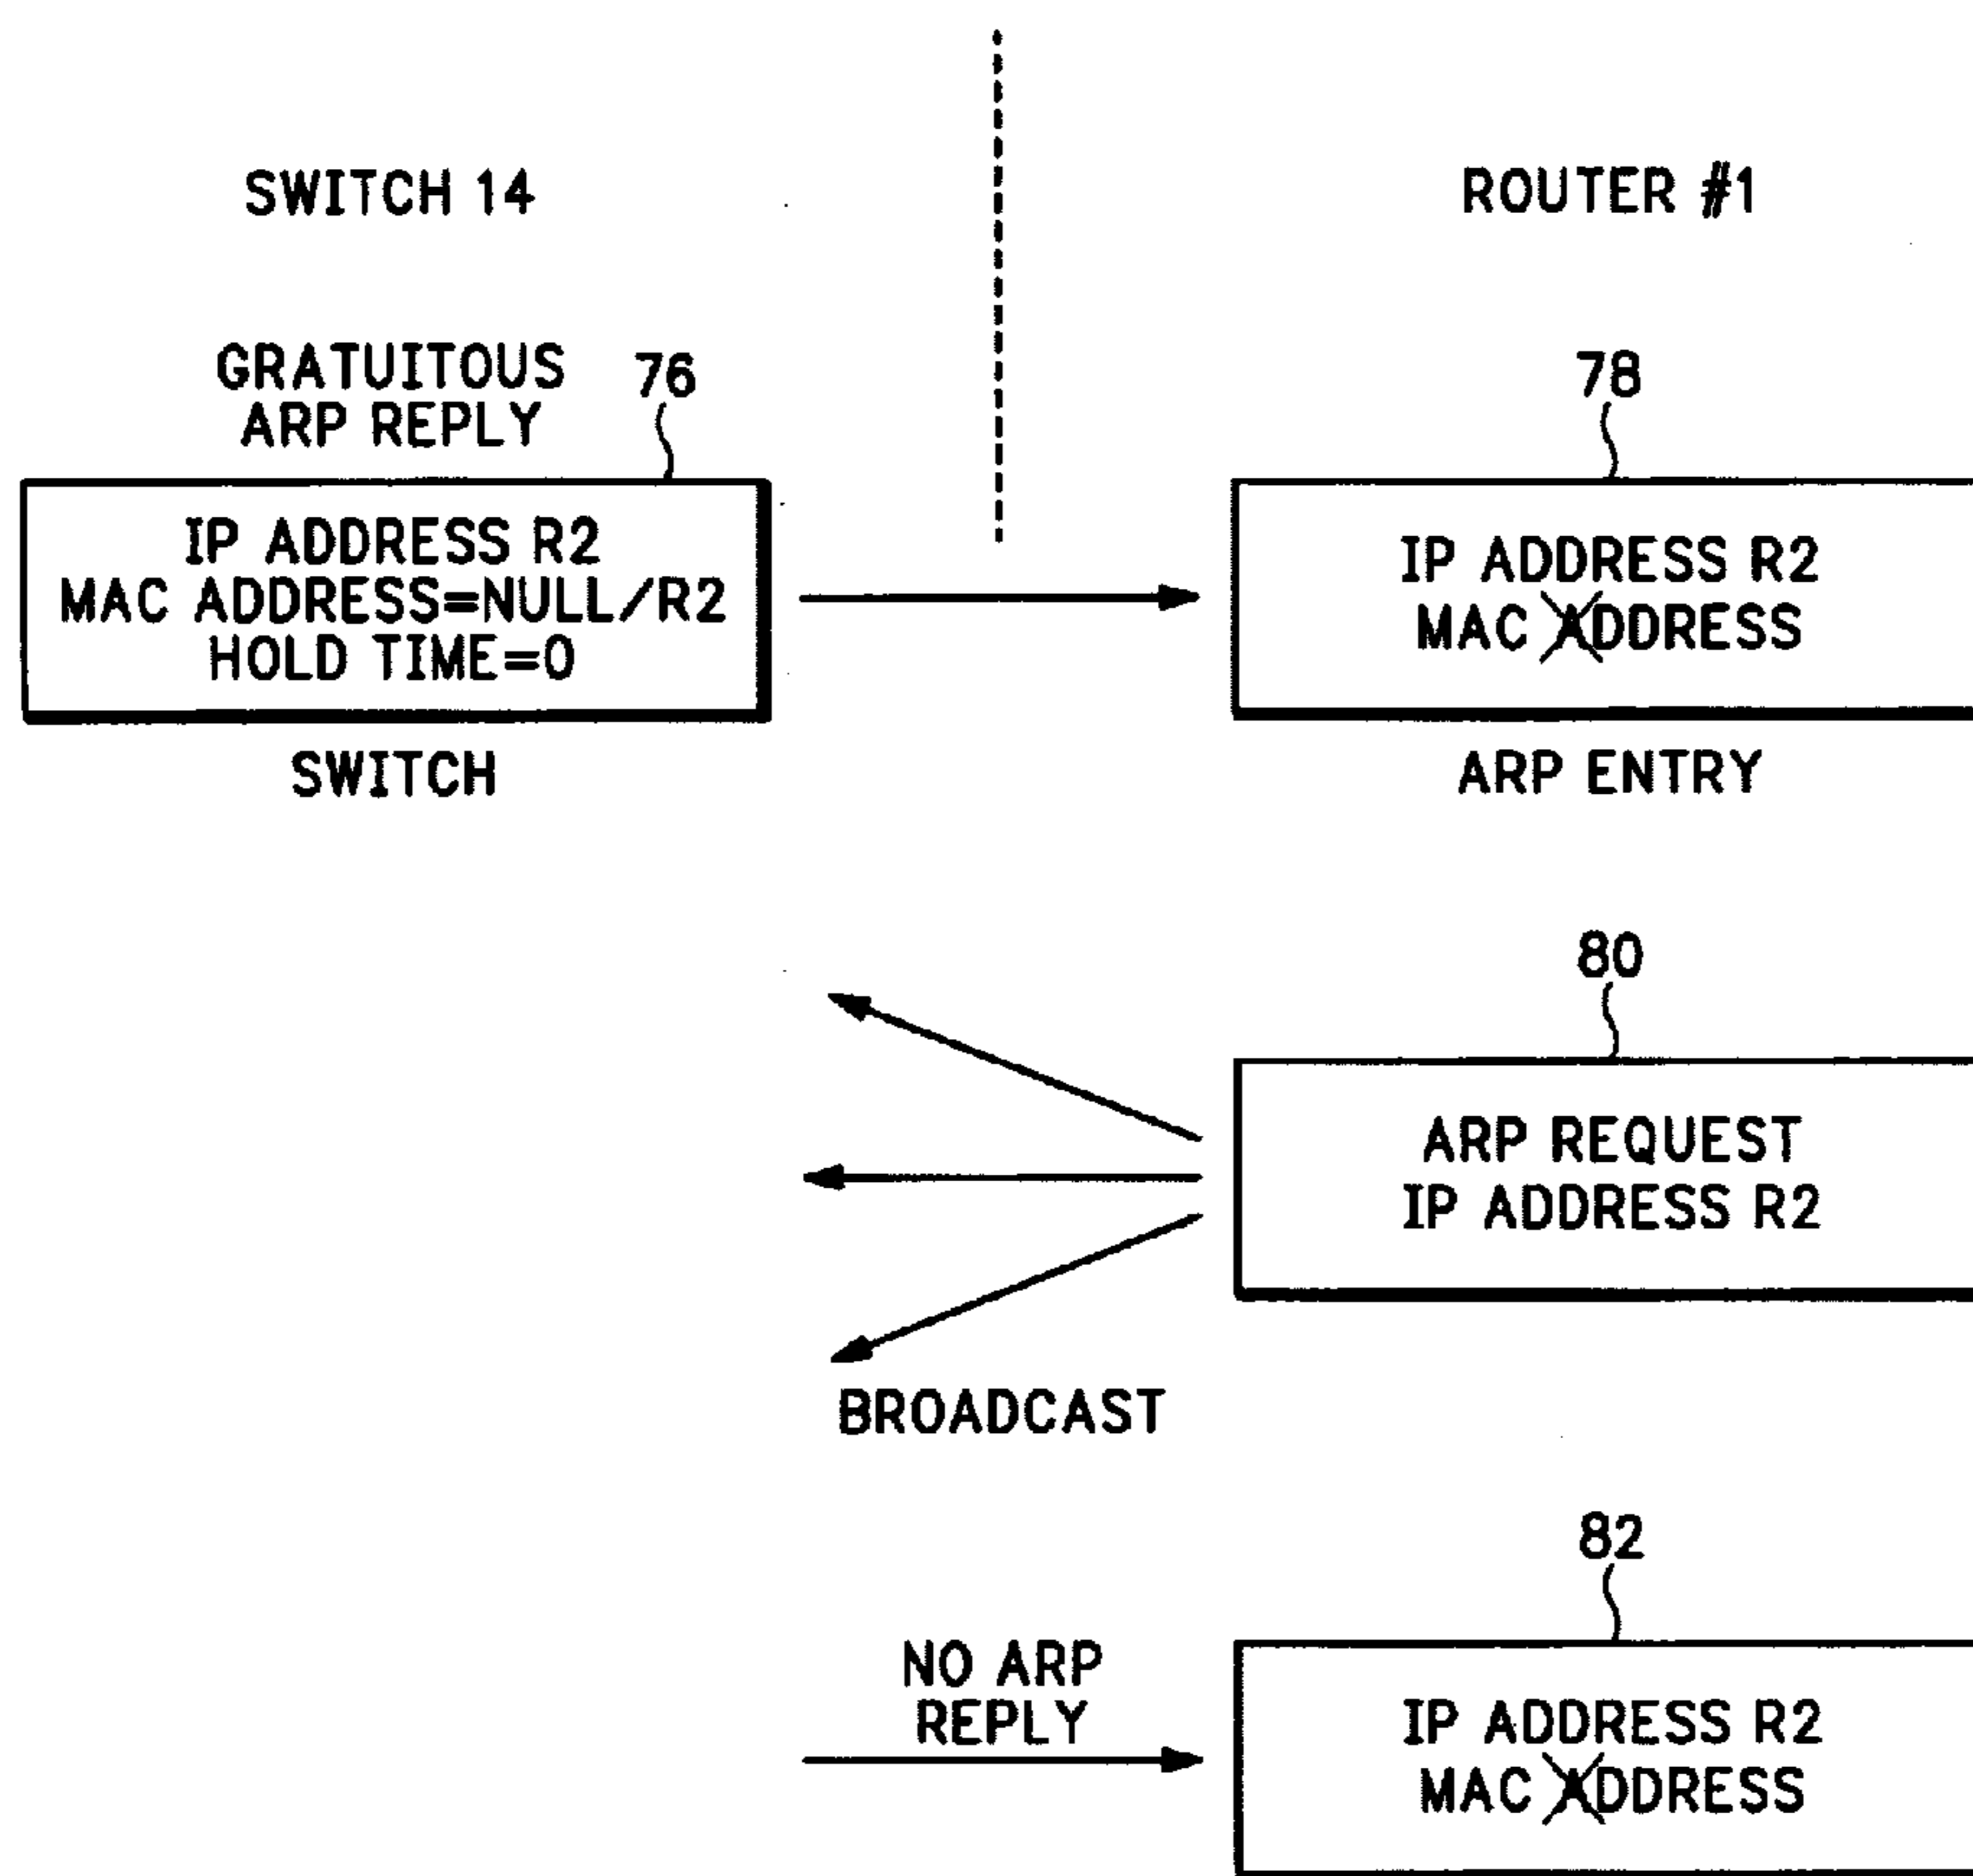 SWITCH 14
ROUTER #1
GRATUITOUS
ARP REPLY
76
78
IP ADDRESS R2
MAC ADDRESS=NULL/R2
HOLD TIME=0
IP ADDRESS R2
MAC ADDRESS
SWITCH
ARP ENTRY
80
ARP REQUEST
IP ADDRESS R2
BROADCAST
82
NO ARP
REPLY
IP ADDRESS R2
MAC ADDRESS